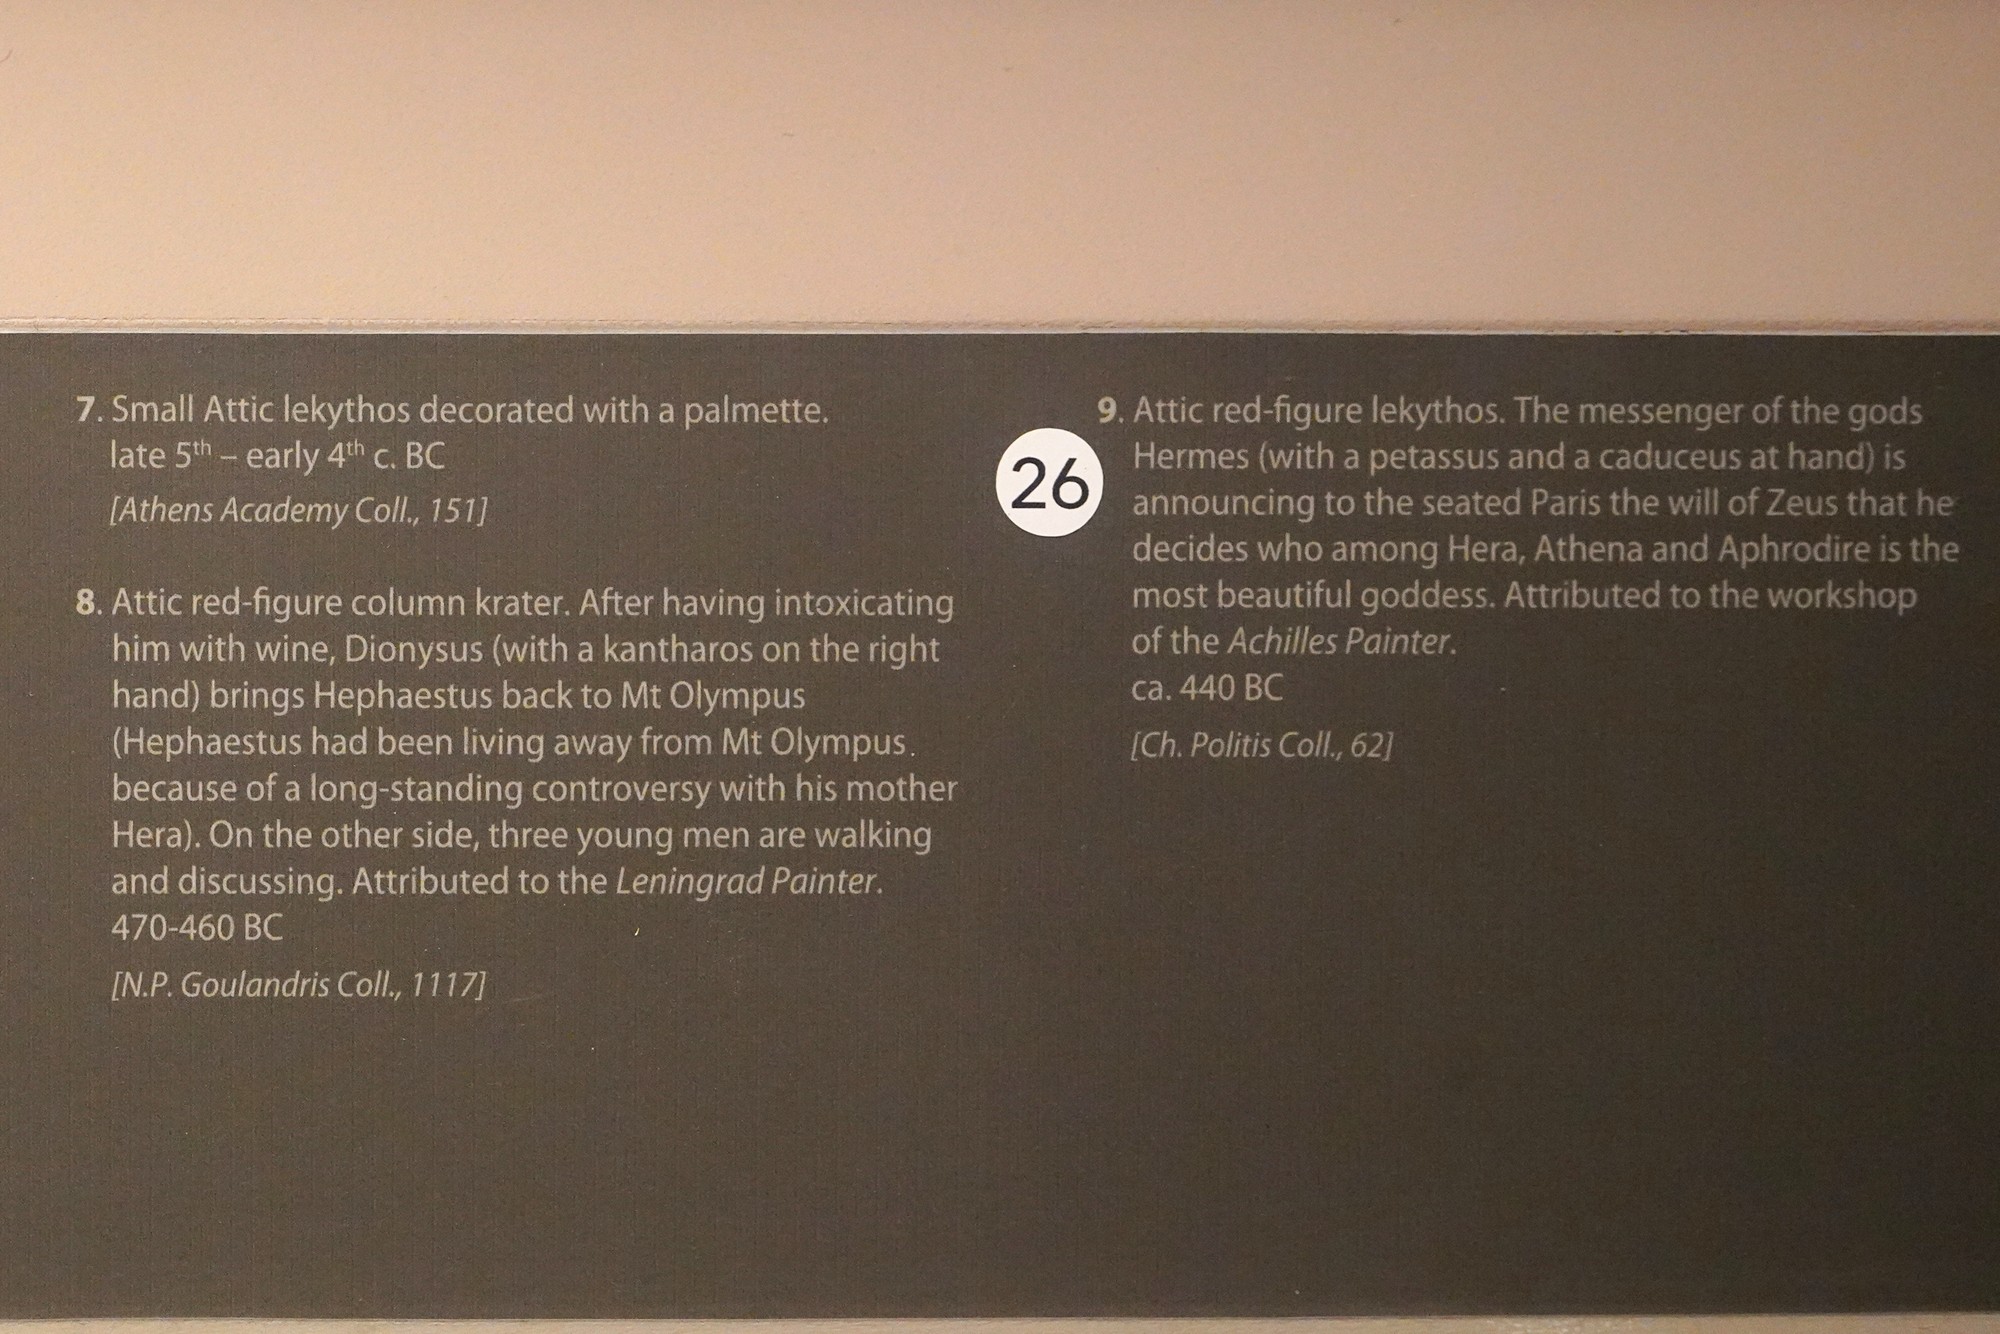 7. Small Attic lekythos decorated with a palmette.
late 5th – early 4th c. BC
[Athens Academy Coll., 151]
8. Attic red-figure column krater. After having intoxicating
him with wine, Dionysus (with a kantharos on the right
hand) brings Hephaestus back to Mt Olympus
(Hephaestus had been living away from Mt Olympus.
because of a long-standing controversy with his mother
Hera). On the other side, three young men are walking
and discussing. Attributed to the Leningrad Painter.
470-460 BC
[N.P. Goulandris Coll., 1117]
26
9. Attic red-figure lekythos. The messenger of the gods
Hermes (with a petassus and a caduceus at hand) is
announcing to the seated Paris the will of Zeus that he
decides who among Hera, Athena and Aphrodire is the
most beautiful goddess. Attributed to the workshop
of the Achilles Painter.
ca. 440 BC
[Ch. Politis Coll., 62]